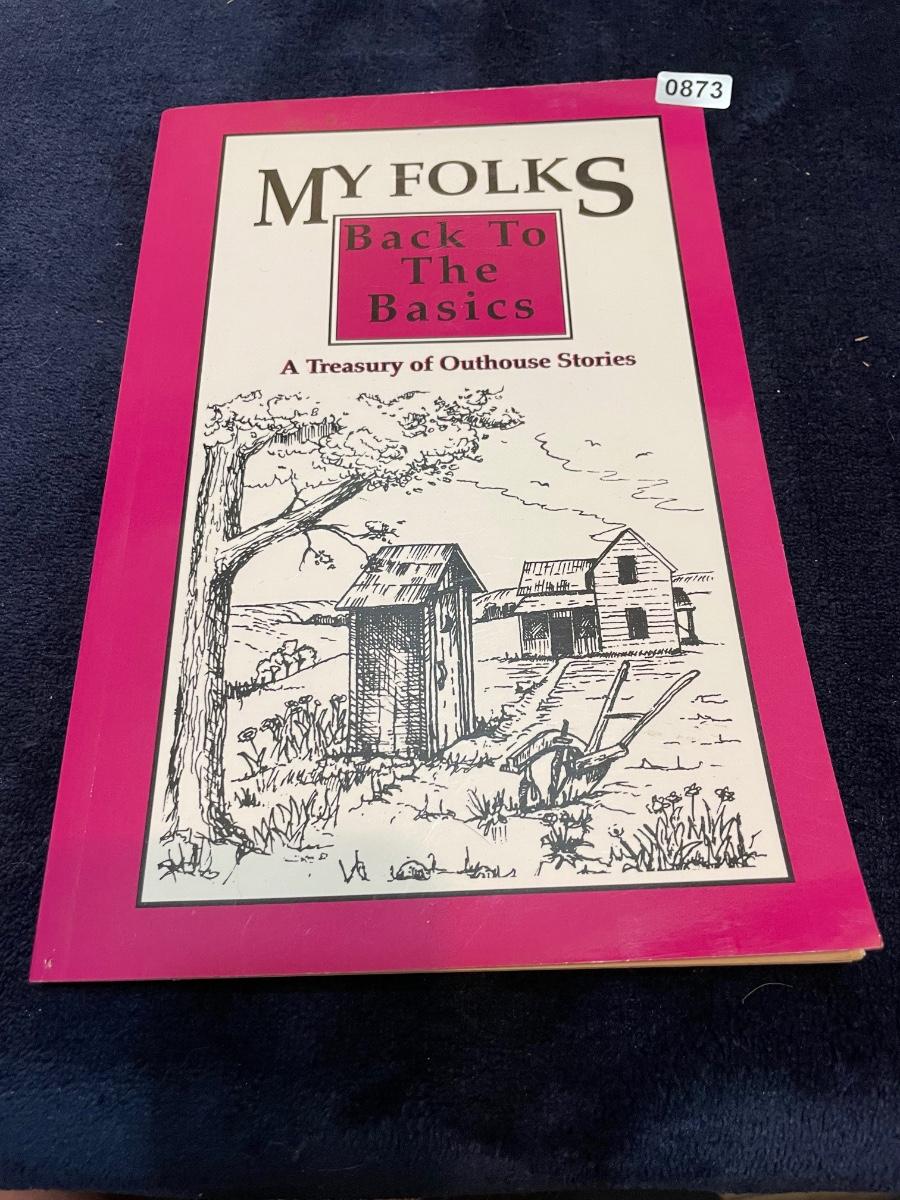 0873
MY FOLKS
Back To
The
Basics
A Treasury of Outhouse Stories